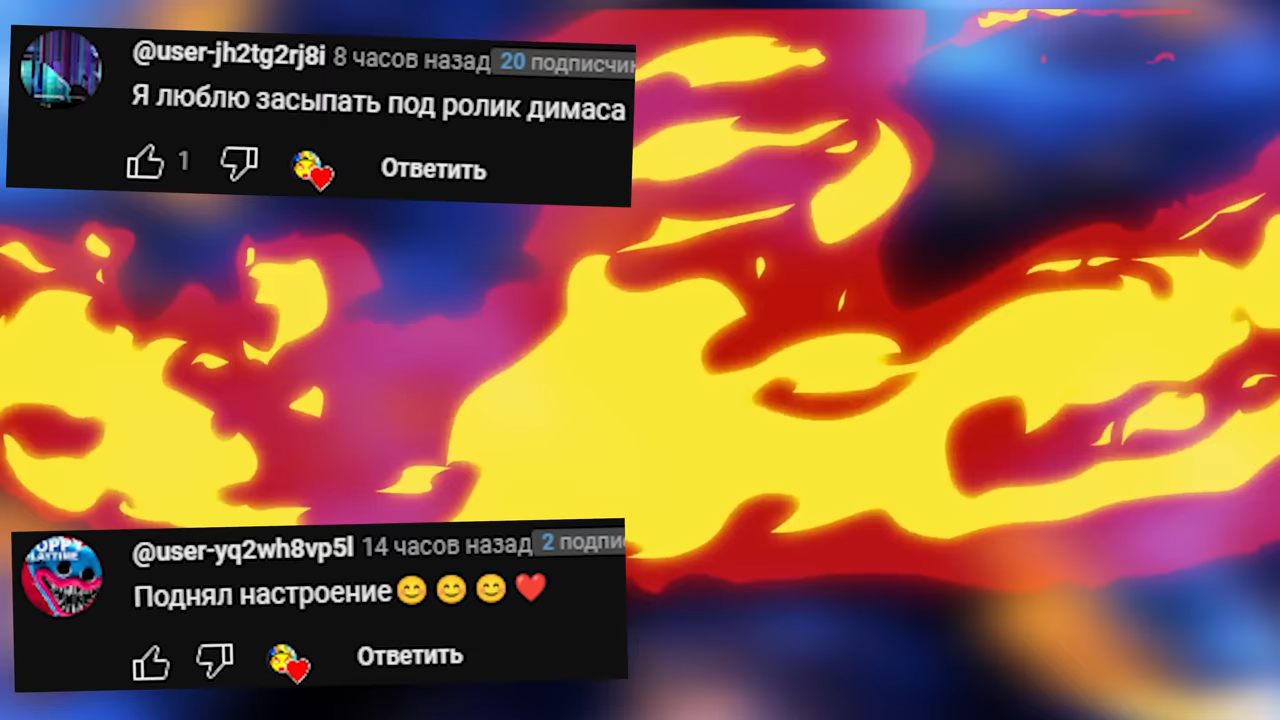 @user-jh2tg2rj8i 8 часов назад 20 подписчик
Я люблю засыпать под ролик димаса
1
Ответить
@user-yq2wh8vp5l 14 часов назад 2 подпи
Поднял настроение😊 😊 😊 ❤️
Ответить